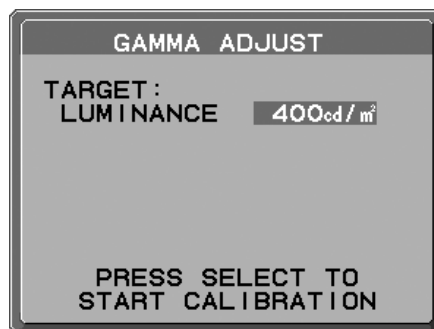 GAMMA ADJUST
TARGET:
LUMINANCE 400cd/㎡
PRESS SELECT TO
START CALIBRATION